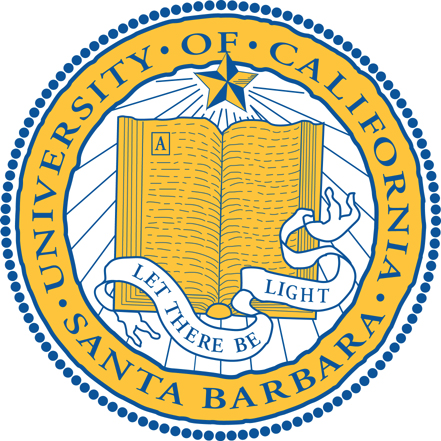 · UNIVERSITY · OF · CALIFORNIA ·
SANTA BARBARA
A
LET THERE BE
LIGHT